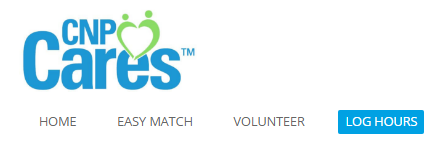 CNP
Cares™
HOME EASY MATCH VOLUNTEER LOG HOURS